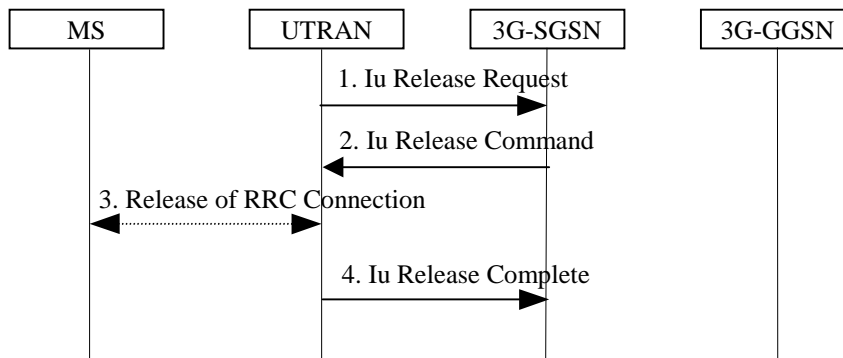 MS UTRAN 3G-SGSN 3G-GGSN
1. Iu Release Request
2. Iu Release Command
3. Release of RRC Connection
4. Iu Release Complete